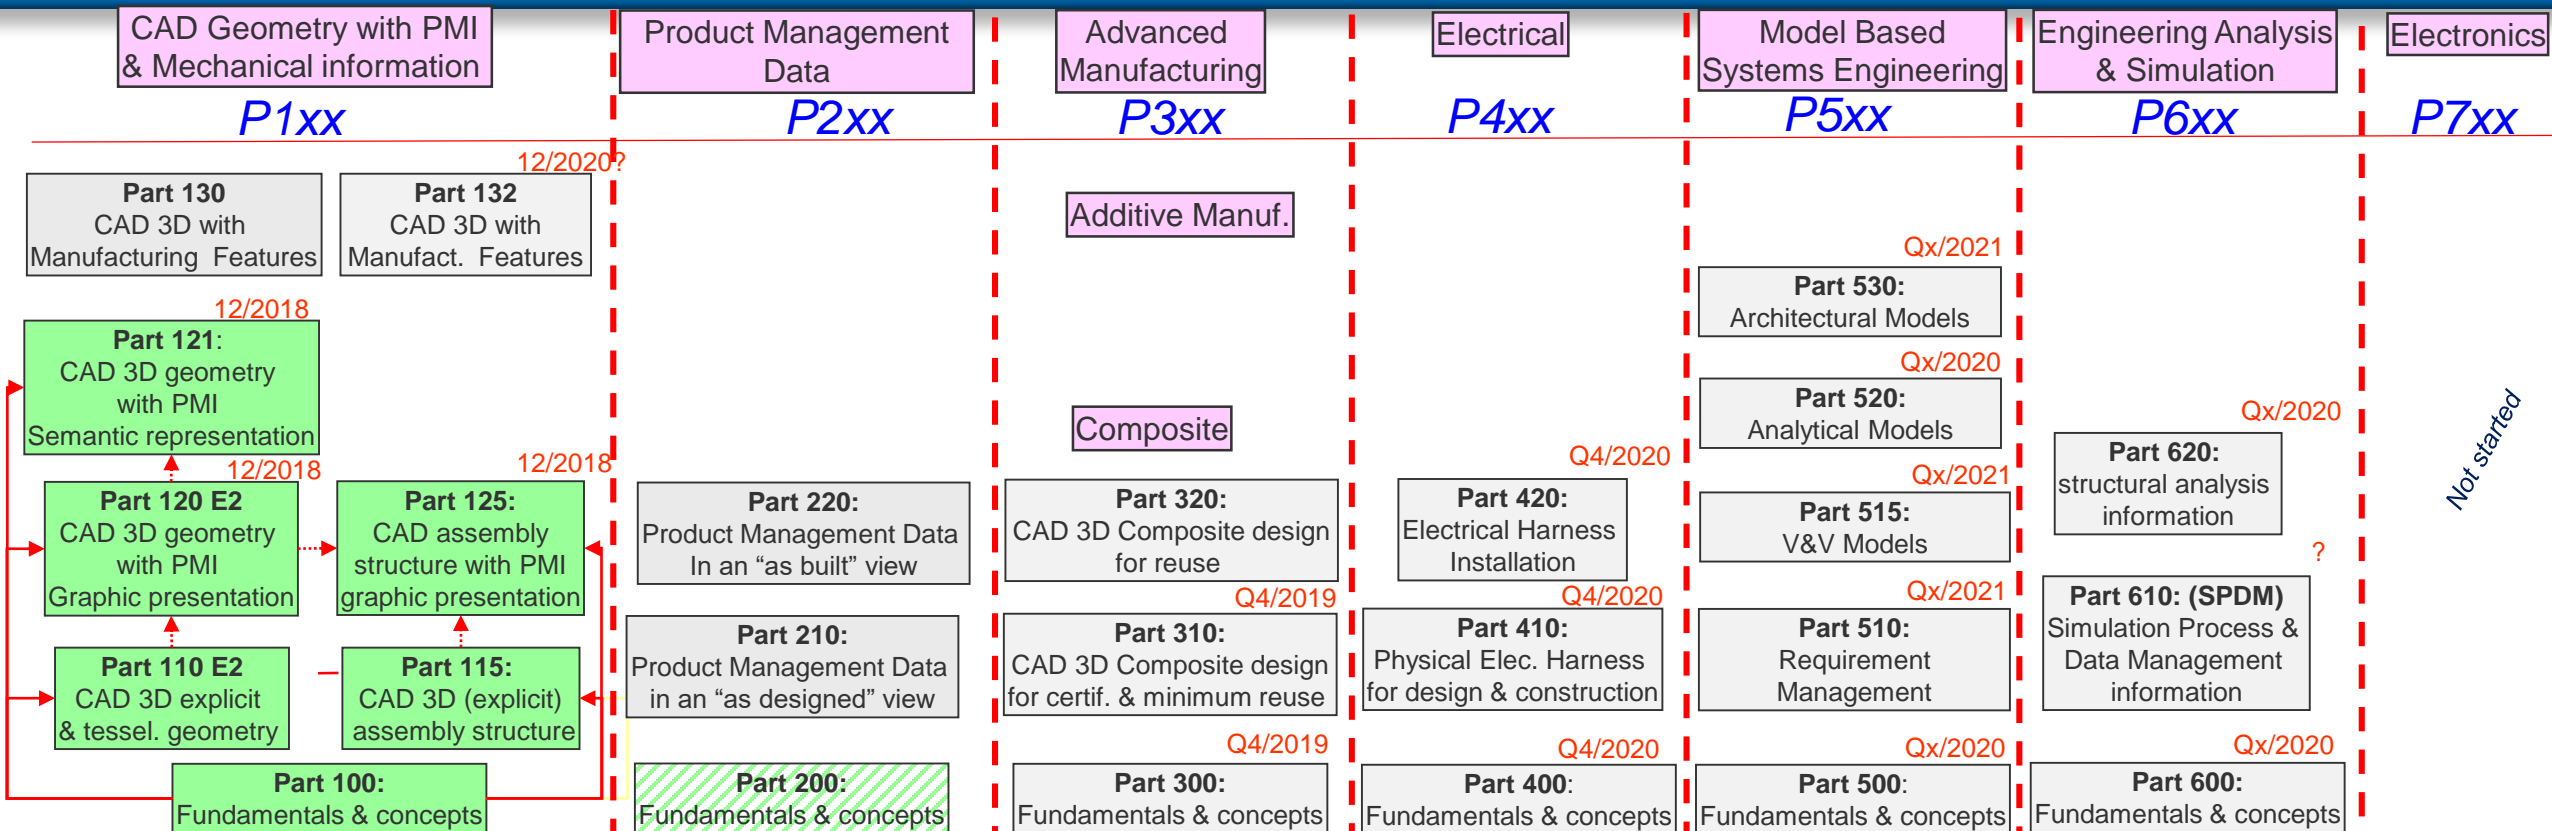 CAD Geometry with PMI
& Mechanical information
P1xx
Product Management
Data
P2xx
Advanced
Manufacturing
P3xx
Electrical
P4xx
Model Based
Systems Engineering
P5xx
Engineering Analysis
& Simulation
P6xx
Electronics
P7xx
Part 130
CAD 3D with
Manufacturing Features
12/2020?
Part 132
CAD 3D with
Manufact. Features
12/2018
Part 121:
CAD 3D geometry
with PMI
Semantic representation
12/2018
Part 120 E2
CAD 3D geometry
with PMI
Graphic presentation
12/2018
Part 125:
CAD assembly
structure with PMI
graphic presentation
Part 110 E2
CAD 3D explicit
& tessel. geometry
Part 115:
CAD 3D (explicit)
assembly structure
Part 100:
Fundamentals & concepts
Part 220:
Product Management Data
In an “as built” view
Part 210:
Product Management Data
in an “as designed” view
Part 200:
Fundamentals & concepts
Additive Manuf.
Composite
Part 320:
CAD 3D Composite design
for reuse
Q4/2019
Part 310:
CAD 3D Composite design
for certif. & minimum reuse
Q4/2019
Part 300:
Fundamentals & concepts
Q4/2020
Part 420:
Electrical Harness
Installation
Q4/2020
Part 410:
Physical Elec. Harness
for design & construction
Q4/2020
Part 400:
Fundamentals & concepts
Qx/2021
Part 530:
Architectural Models
Qx/2020
Part 520:
Analytical Models
Qx/2021
Part 515:
V&V Models
Qx/2021
Part 510:
Requirement
Management
Qx/2020
Part 500:
Fundamentals & concepts
Qx/2020
Part 620:
structural analysis
information
?
Part 610: (SPDM)
Simulation Process &
Data Management
information
Qx/2020
Part 600:
Fundamentals & concepts
Not started